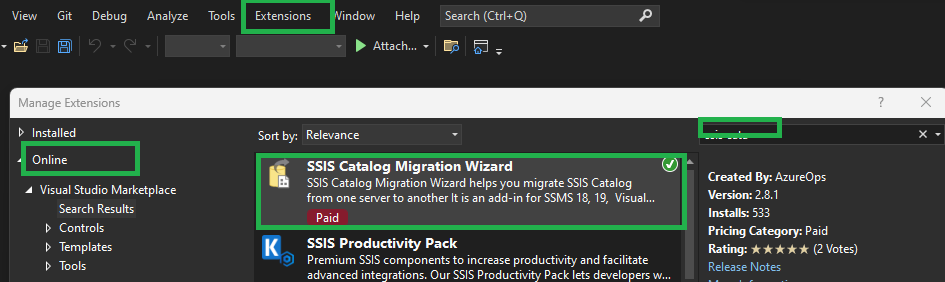 View Git Debug Analyze Tools Extensions Window Help Search (Ctrl+Q)
Attach...
Manage Extensions ? ×
Installed
Sort by: Relevance
Online
SSIS Catalog Migration Wizard
SSIS Catalog Migration Wizard helps you migrate SSIS Catalog
from one server to another It is an add-in for SSMS 18, 19, Visual...
Paid
Visual Studio Marketplace
Search Results
Controls
Templates
Tools
SSIS Productivity Pack
Premium SSIS components to increase productivity and facilitate
advanced integrations. Our SSIS Productivity Pack lets developers w...
Created By: AzureOps
Version: 2.8.1
Installs: 533
Pricing Category: Paid
Rating: ★★★★★ (2 Votes)
Release Notes